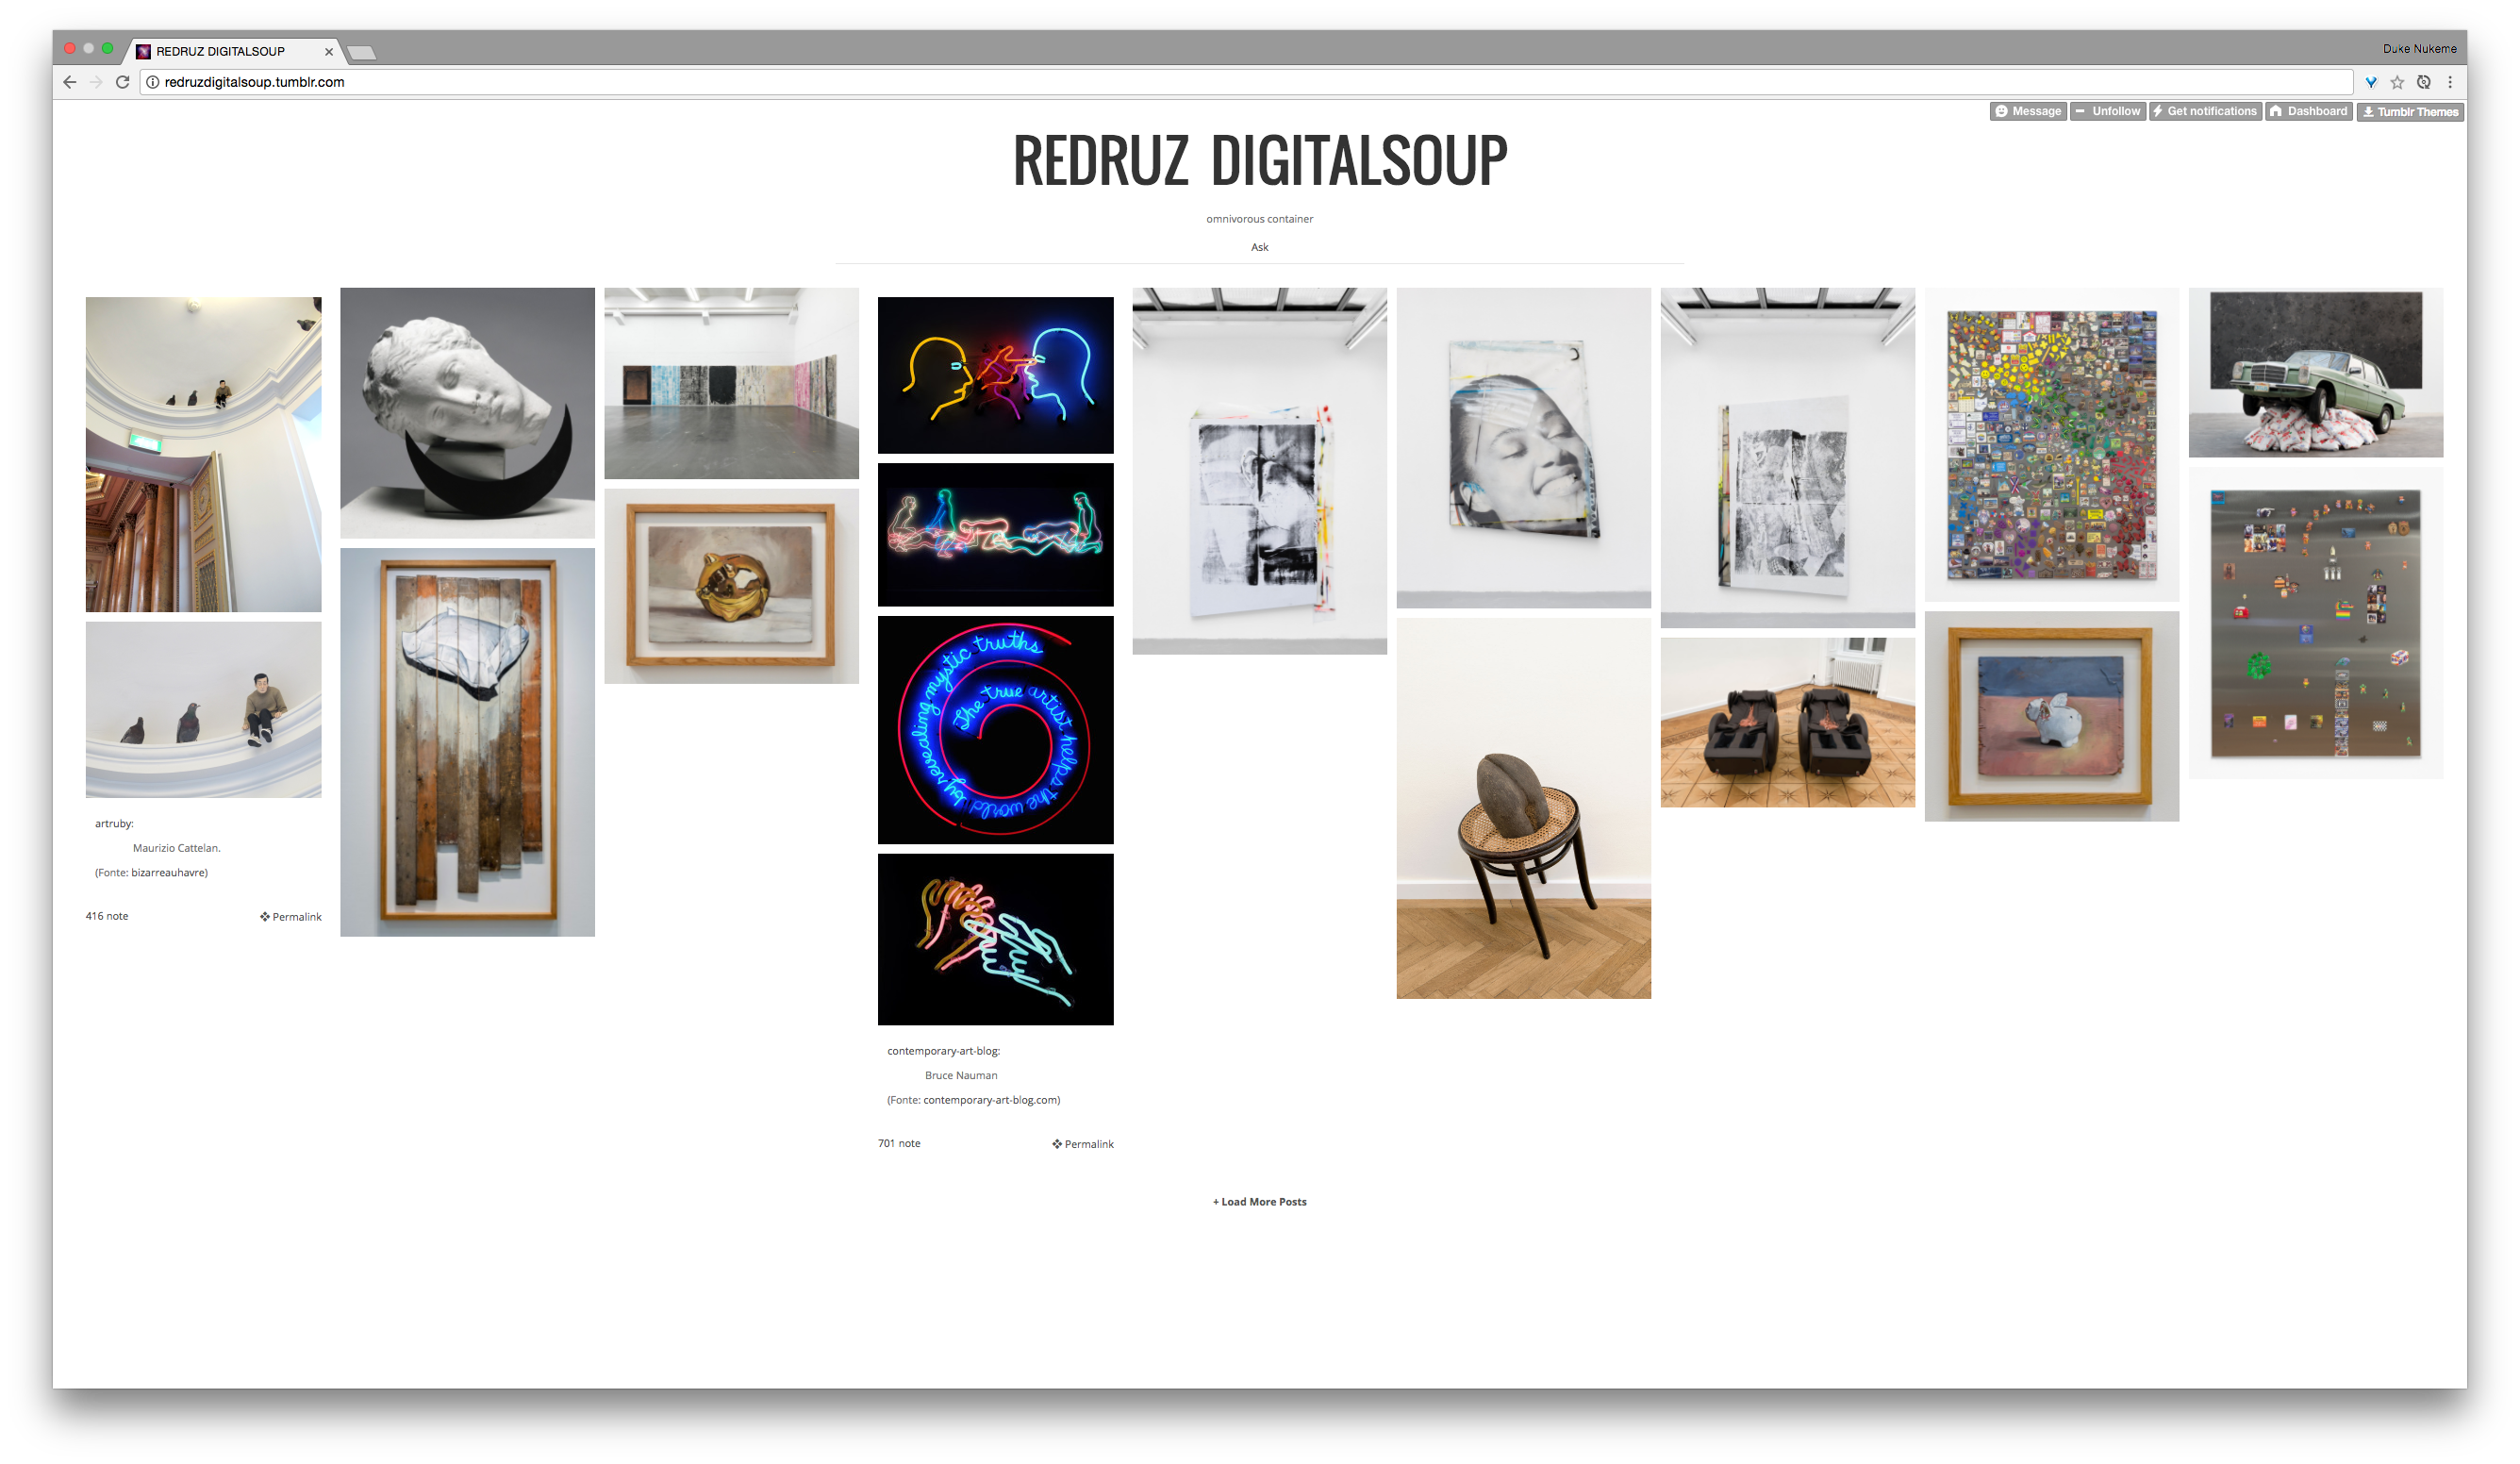 REDRUZ DIGITALSOUP
Duke Nukeme
redruzdigitalsoup.tumblr.com
Message
Unfollow
Get notifications
Dashboard
Tumblr Themes
REDRUZ DIGITALSOUP
omnivorous container
Ask
artruby:
Maurizio Cattelan.
(Fonte: bizarreauhavre)
416 note
Permalink
The true artist helps the world by revealing mystic truths
contemporary-art-blog:
Bruce Nauman
(Fonte: contemporary-art-blog.com)
701 note
Permalink
+ Load More Posts